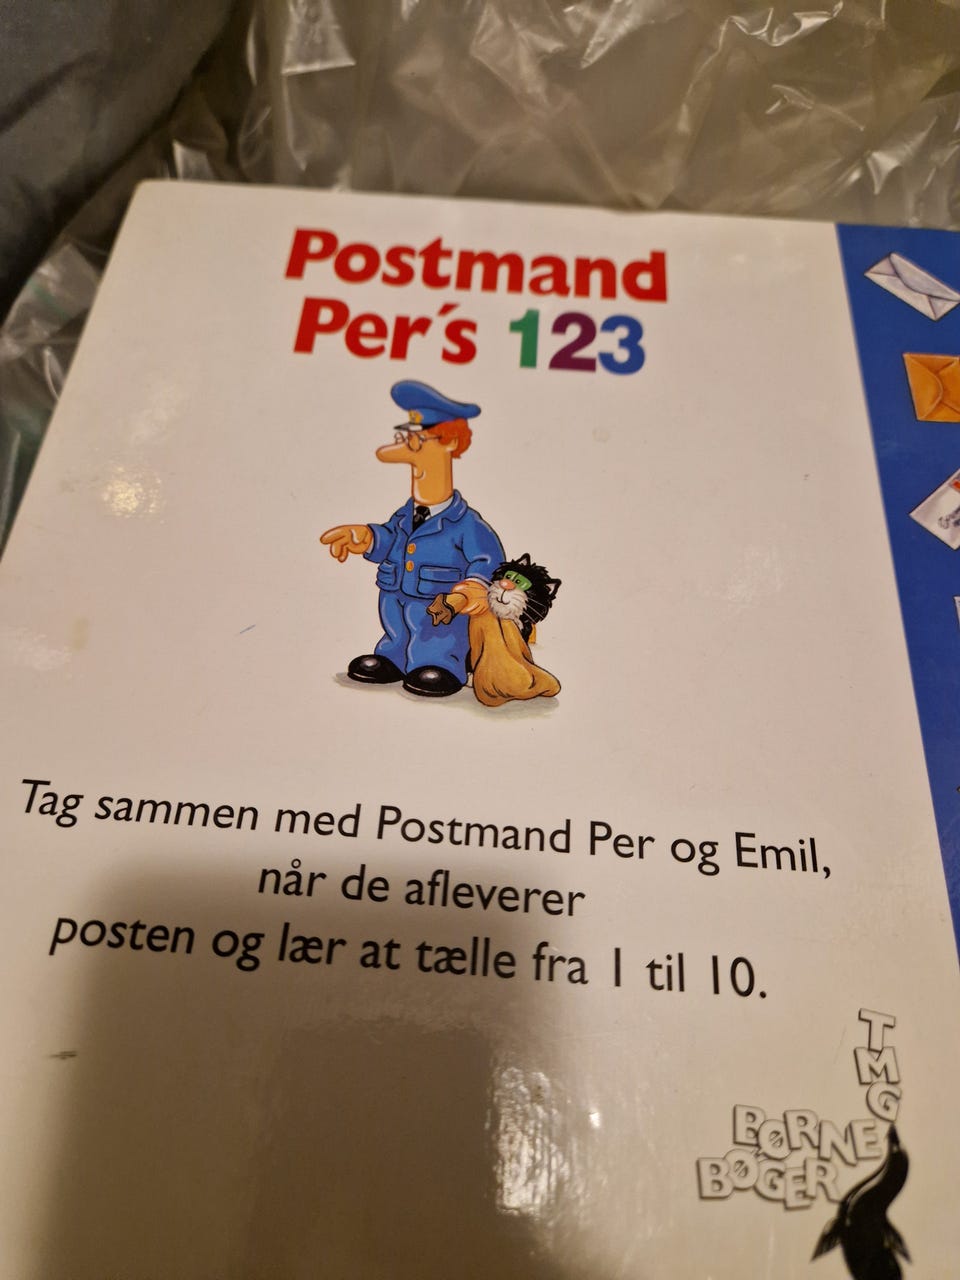 Postmand
Per´s 123
Tag sammen med Postmand Per og Emil,
når de afleverer
posten og lær at tælle fra 1 til 10.
TMG
BØRNE
BØGER